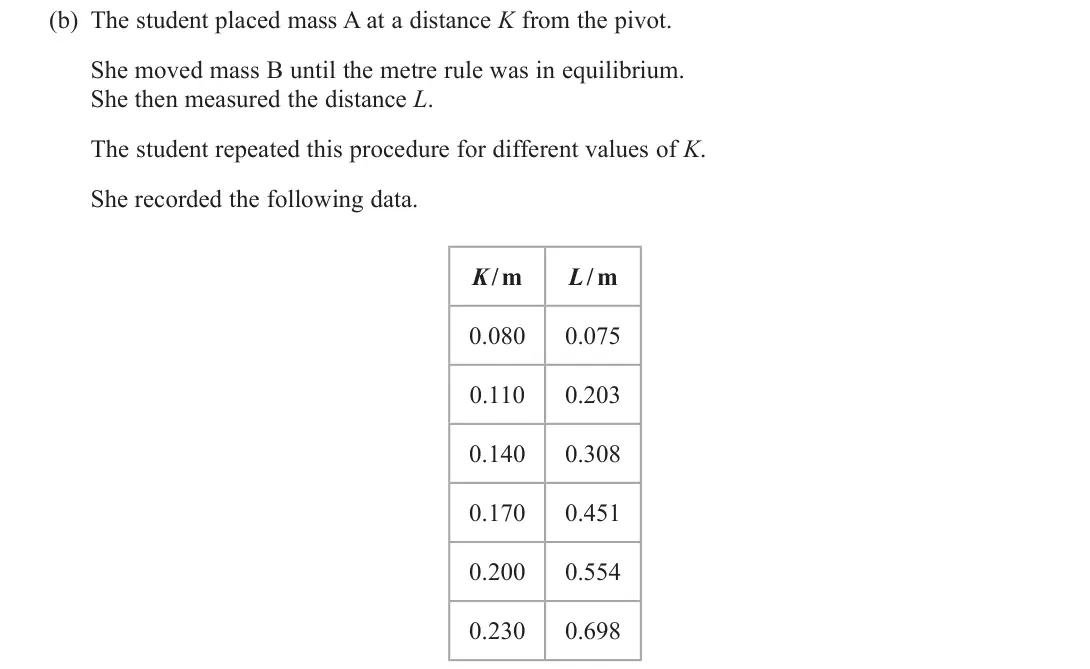 (b) The student placed mass A at a distance K from the pivot.
She moved mass B until the metre rule was in equilibrium.
She then measured the distance L.
The student repeated this procedure for different values of K.
She recorded the following data.
K/m L/m
0.080 0.075
0.110 0.203
0.140 0.308
0.170 0.451
0.200 0.554
0.230 0.698